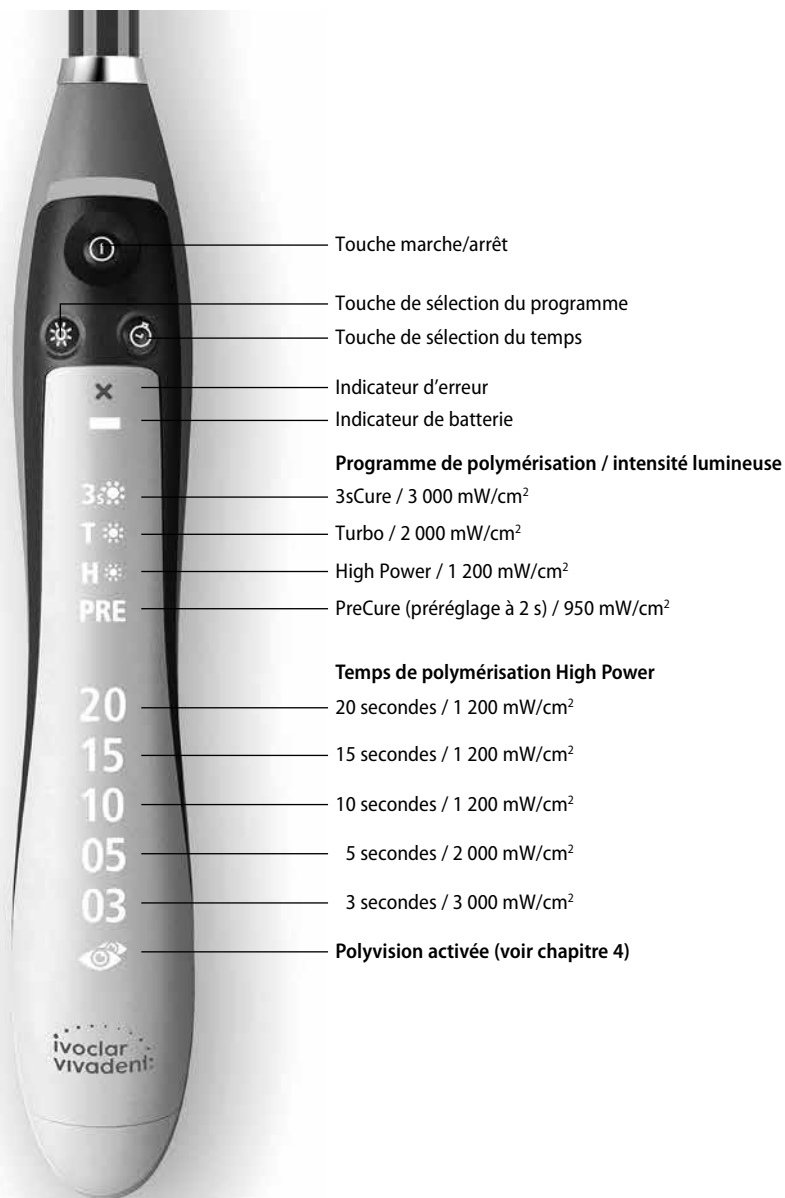 Touche marche/arrêt
Touche de sélection du programme
Touche de sélection du temps
Indicateur d’erreur
Indicateur de batterie
Programme de polymérisation / intensité lumineuse
3s
3sCure / 3 000 mW/cm²
T
Turbo / 2 000 mW/cm²
H
High Power / 1 200 mW/cm²
PRE
PreCure (préréglage à 2 s) / 950 mW/cm²
Temps de polymérisation High Power
20
20 secondes / 1 200 mW/cm²
15
15 secondes / 1 200 mW/cm²
10
10 secondes / 1 200 mW/cm²
05
5 secondes / 2 000 mW/cm²
03
3 secondes / 3 000 mW/cm²
Polyvision activée (voir chapitre 4)
ivoclar
vivadent: